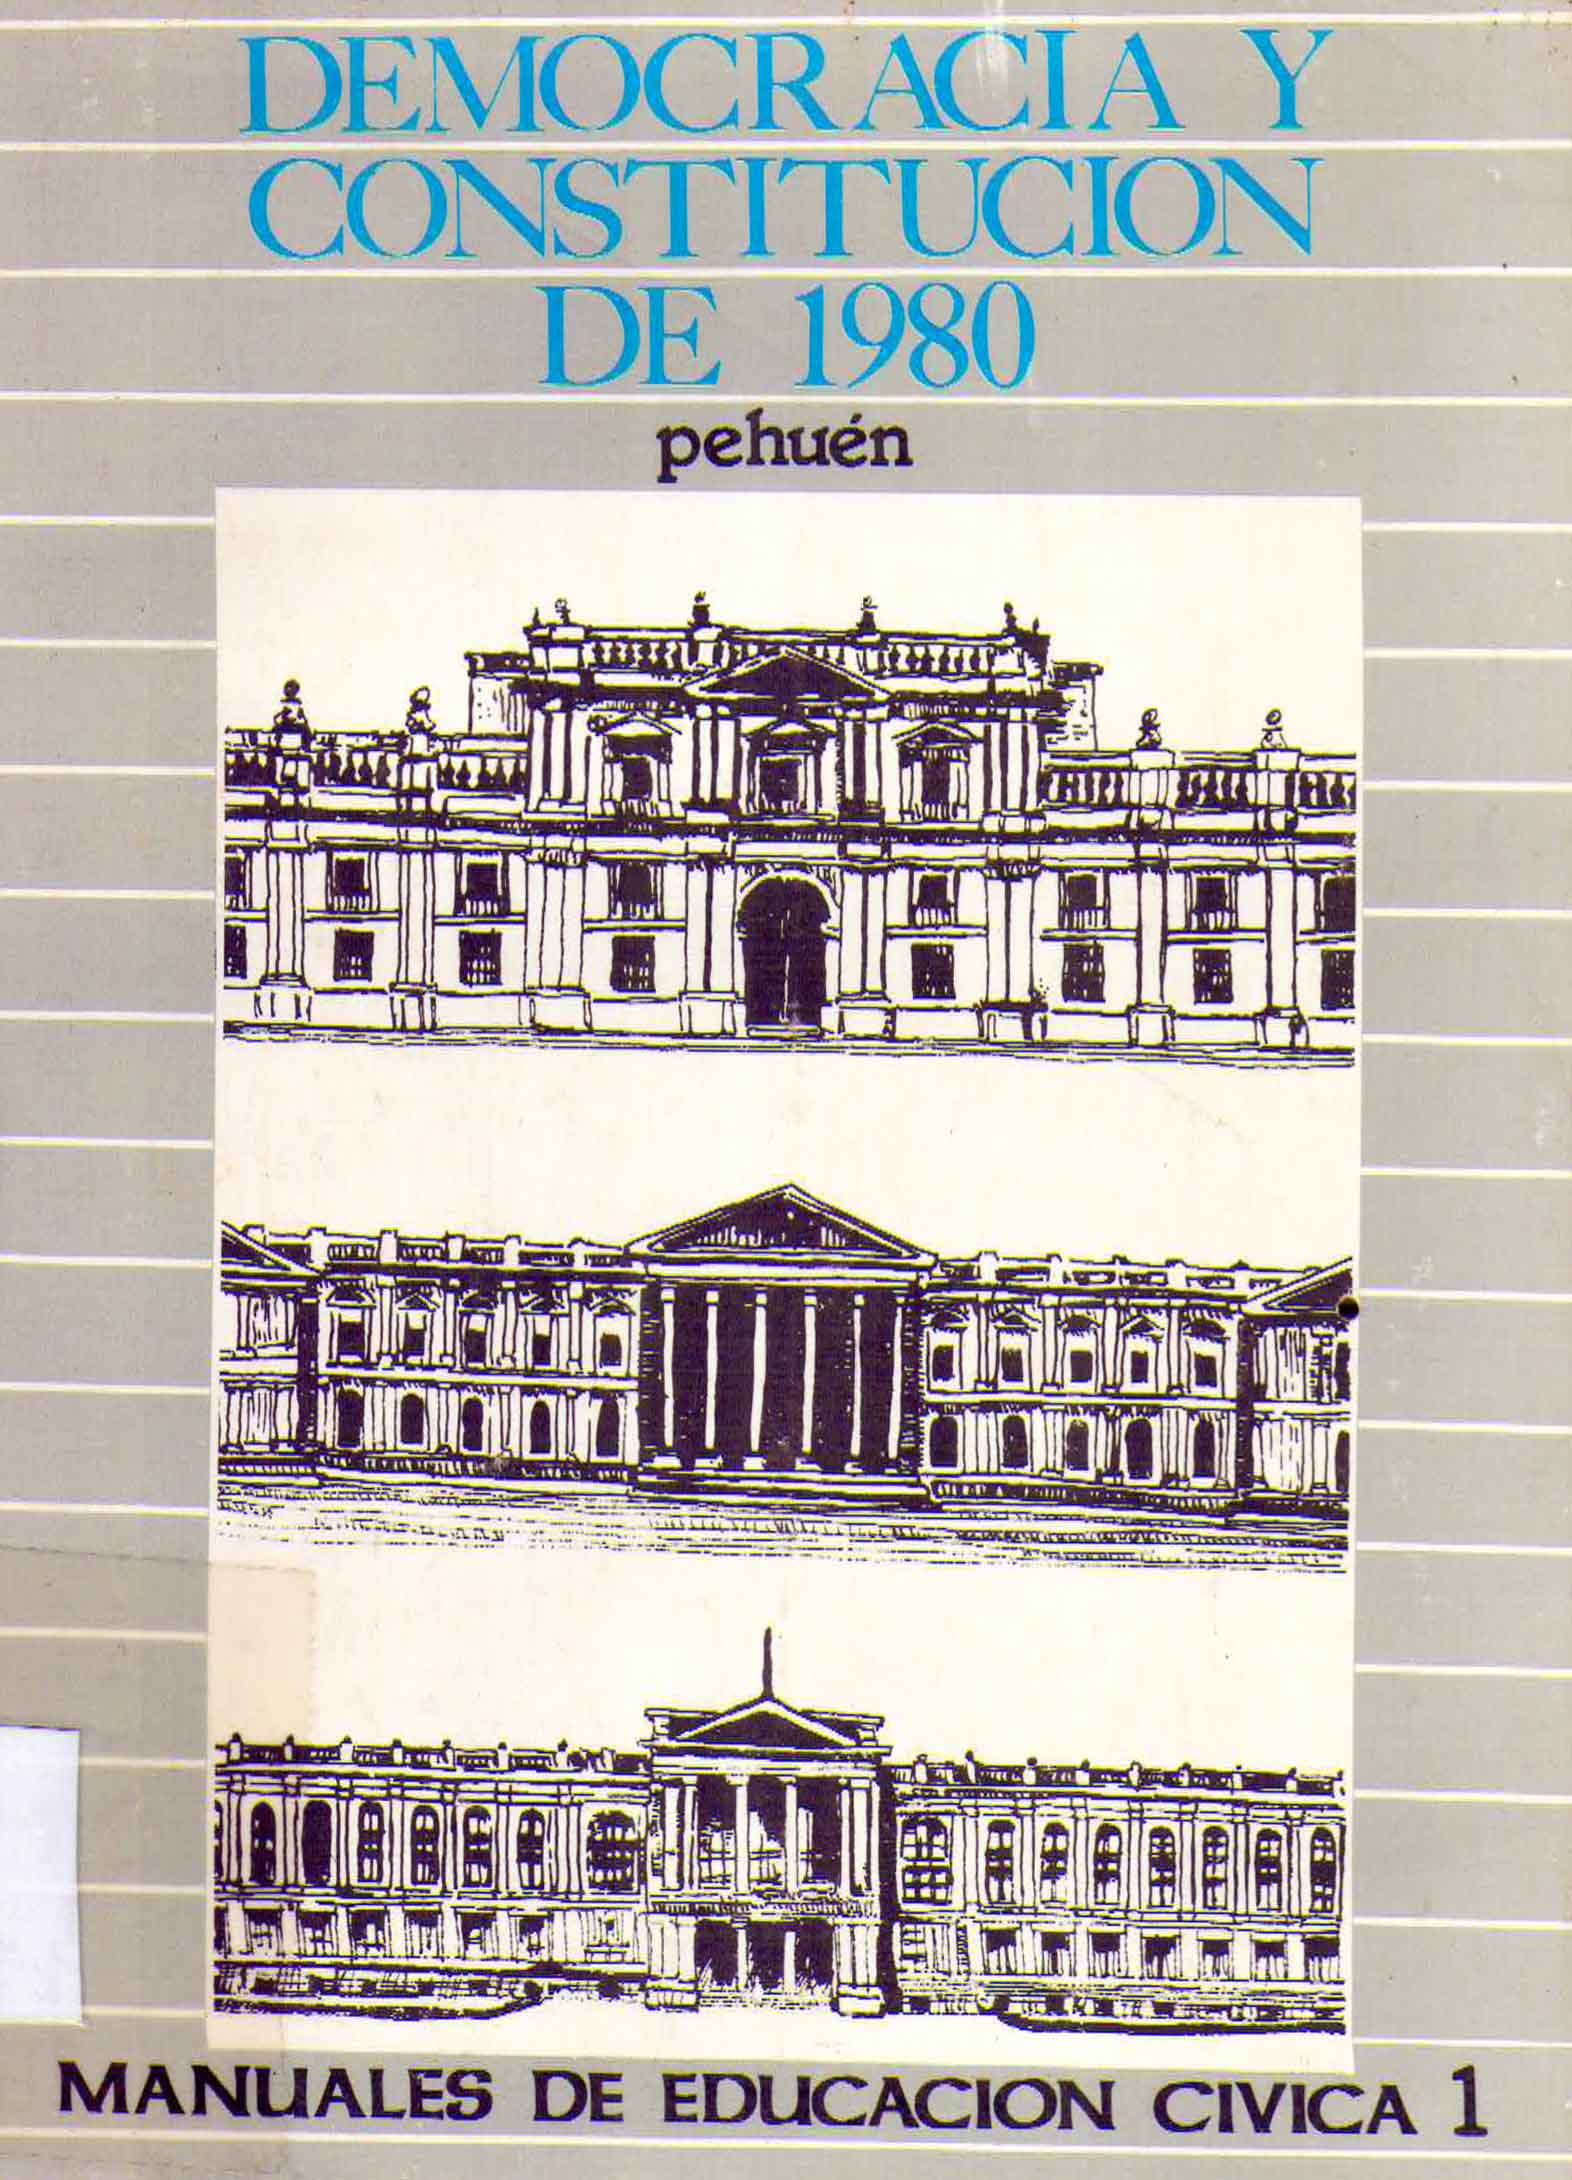 DEMOCRACIA Y
CONSTITUCION
DE 1980
pehuén
MANUALES DE EDUCACION CIVICA 1